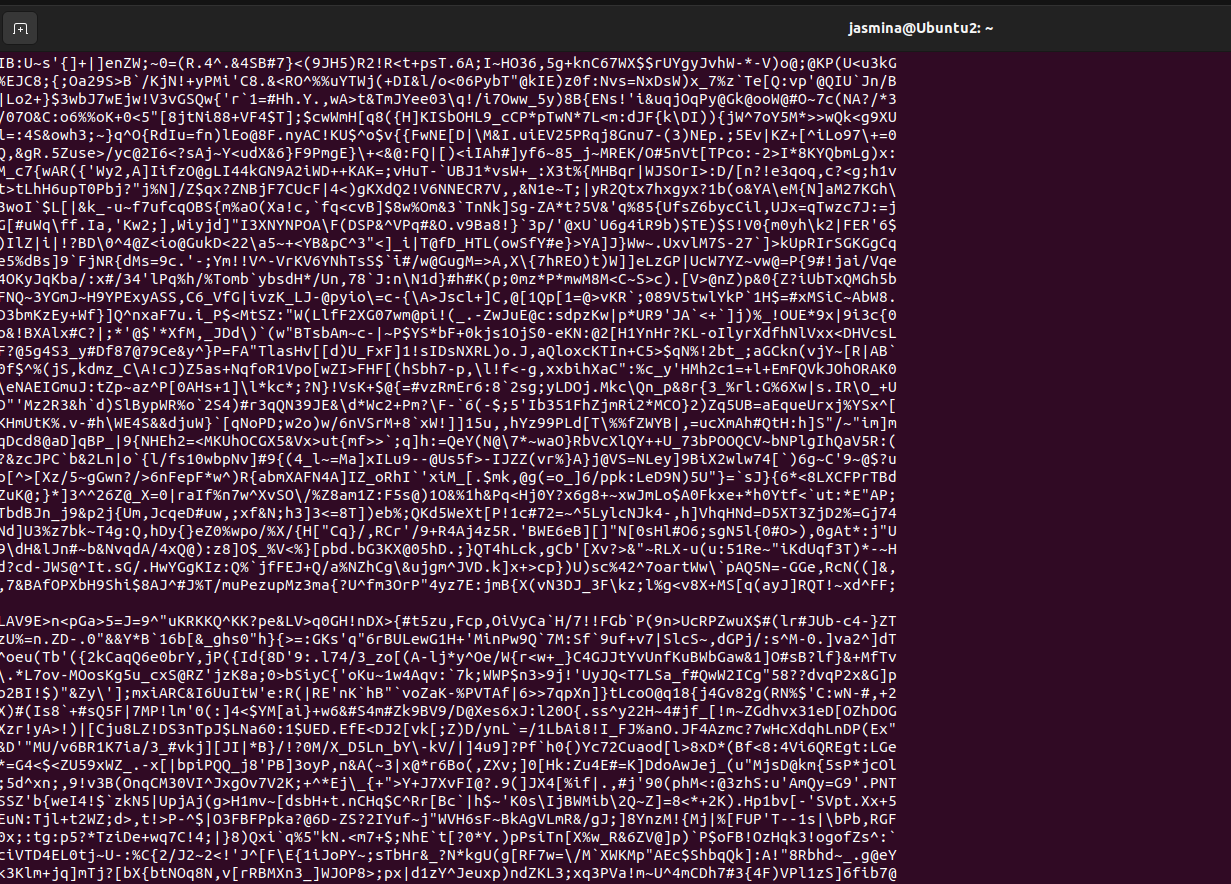 jasmina@Ubuntu2: ~
IB:U~s'{]+|]enZW;~0=(R.4^.&4SB#7}<(9JH5)R2!R<t+psT.6A;I~HO36,5g+knC67WX$$rUYgyJvhW-*-V)o@;@KP(U<u3kG
%EJC8;{;Oa29S>B`/KjN!+yPMi'C8.&<RO^%%uYTWj(+DI&l/o<06PybT"@kIE)z0f:Nvs=NxDsW)x_7%z`Te[Q:vp'@QIU`Jn/B
|Lo2+}$3wbJ7wEjw!V3vGSQw{'r`1=#Hh.Y.,wA>t&TmJYee03\q!/i7Oww_5y)8B{ENs!'i&uqjOqPy@Gk@ooW@#O~7c(NA?/*3
/07O&C:o6%%oK+0<5"[8jtNi88+VF4$T];$cwWmH[q8({H]KISbOHL9_cCP*pTwN*7L<m:dJF{k\DI)){jW^7oY5M*>>wQk<g9XU
l=:4S&owh3;~}q^O{RdIu=fn)lEo@8F.nyAC!KU$^o$v{{FwNE[D|\M&I.uiEV25PRqj8Gnu7-(3)NEp.;5Ev|KZ+[^iLo97\+=0
Q,&gR.5Zuse>/yc@2I6<?sAj~Y<udX&6}F9PmgE}\+<&@:FQ|[)<iIAh#]yf6~85_j~MREK/O#5nVt[TPco:-2>I*8KYQbmLg)x:
M_c7{wAR({'Wy2,A]IifzO@gLI44kGN9A2iWD++KAK=;vHuT-`UBJ1*vsW+_:X3t%{MHBqr|WJSOrI>:D/[n?!e3qoq,c?<g;h1v
t>tLhH6upT0Pbj?"j%N]/Z$qx?ZNBjF7CUcF|4<)gKXdQ2!V6NNECR7V,,&N1e~T;|yR2Qtx7hxgyx?1b(o&YA\eM{N]aM27KGh\
3woI`$L[|&k_-u~f7ufcqOBS{m%aO(Xa!c,`fq<cvB]$8w%Om&3`TnNk]Sg-ZA*t?5V&'q%85{UfsZ6bycCil,UJx=qTwzc7J:=j
G[#uWq\ff.Ia,'Kw2;],Wiyjd]"I3XNYNPOA\F(DSP&^VPq#&O.v9Ba8!}`3p/'@xU`U6g4iR9b)$TE)$S!V0{m0yh\k2|FER'6$
)IlZ|i|!?BD\0^4@Z<io@GukD<22\a5~+<YB&pC^3"<]_i|T@fD_HTL(owSfY#e}>YA]J}Ww~.UxvlM7S-27`]>kUpRIrSGKGgCq
e5%dBs]9`FjNR{dMs=9c.'-;Ym!!V^-VrKV6YNhTsS$`i#/w@GugM=>A,X\{7hREO)t)W]]eLzGP|UcW7YZ~vw@=P{9#!jai/Vqe
4OKyJqKba/:x#/34'lPq%h/%Tomb`ybsdH*/Un,78`J:n\N1d}#h#K(p;0mz*P*mwM8M<C~S>c).[V>@nZ)p&0{Z?iUbTxQMGh5b
FNQ~3YGmJ~H9YPExyASS,C6_VfG|ivzK_LJ-@pyio\=c-{\A>Jscl+]C,@[1Qp[1=@>vKR`;089V5twlYkP`1H$=#xMSiC~AbW8.
O3bmKzEy+Wf}]Q^nxaF7u.i_P$<MtSZ:"W(LlfF2XG07wm@pi!(_.-ZwJuE@c:sdpzKw|p*UR9'JA`<+`]j)%_!OUE*9x|9i3c{0
o&!BXAlx#C?|;*'@$'*XfM,_JDd\)`(w"BTsbAm~c-|~P$YS*bF+0kjs1OjS0-eKN:@2[H1YnHr?KL-oIlyrXdfhNlVxx<DHVcsL
F?@5g4S3_y#Df87@79Ce&y^}P=FA"TlasHv[[d)U_FxF]1!sIDsNXRL)o.J,aQloxcKTIn+C5>$qN%!2bt_;aGCkn(vjY~[R|AB`
0f$^%(jS,kdmz_C\A!cJ)Z5as+NqfoR1Vpo[wZI>FHF[(hSbh7-p,\l!f<-g,xxbihXaC":%c_y'HMh2c1=+l+EmFQVkJOhORAK0
\eNAEIGmuJ:tZp~az^P[0AHs+1]\l*kc*;?N}!VsK+$@{=#vzRmEr6:8`2sg;yLDOj.Mkc\Qn_p&8r{3_%rl:G%6Xw|s.IR\O_+U
D"'Mz2R3&h`d)SlBypWR%o`2S4)#r3qQN39JE&\d*Wc2+Pm?\F-`6(-$;5'Ib351FhZjmRi2*MCO}2)Zq5UB=aEqueUrxj%YSx^[
KHmUtK%.v-#h\WE4S&&djuW}`[qNoPD;w2o)w/6nVSrM+8`xW!]]15u,,hYz99PLd[T\%%fZWYB|,=ucXmAh#QtH:h]S"/~"im]m
qDcd8@aD]qBP_|9{NHEh2=<MKUhOCGX5&Vx>ut{mf>>`;q]h:=QeY(N@\7*~waO}RbVcXlQY++U_73bPOOQCV~bNPlgIhQaV5R:(
?&zcJPC`b&2Ln|o`{l/fs10wbpNv]#9{(4_l~=Ma]xILu9--@Us5f>-IJZZ(vr%}A}j@VS=NLey]9BiX2wlw74[`)6g~C'9~@$?u
o[^>[Xz/5~gGwn?/>6nFepF*w^)R{abmXAFN4A]IZ_oRhI`'xiM_[.$mk,@g(=o_]6/ppk:LeD9N)5U"}=`sJ}{6*<8LXCFPrTBd
ZuK@;}*]3^^26Z@_X=0|raIf%n7w^XvSO\/%Z8am1Z:F5s@)1O&%1h&Pq<Hj0Y?x6g8+~xwJmLo$A0Fkxe+*h0Ytf<`ut:*E"AP;
TbdBJn_j9&p2j{Um,JcqeD#uw,;xf&N;h3]3<=8T])eb%;QKd5WeXt[P!1c#72=~^5LylcNJk4-,h]VhqHNd=D5XT3ZjD2%=Gj74
Nd]U3%z7bk~T4g:Q,hDy{}eZ0%wpo/%X/{H["Cq}/,RCr'/9+R4Aj4z5R.'BWE6eB][]"N[0sHl#O6;sgN5l{0#O>),0gAt*:j"U
9\dH&lJn#~b&NvqdA/4xQ@):z8]O$_%V<%}[pbd.bG3KX@05hD.;}QT4hLck,gCb'[Xv?>&"~RLX-u(u:51Re~"iKdUqf3T)*-~H
d?cd-JWS@^It.sG/.HwYGgKIz:Q%`jfFEJ+Q/a%NZhCg\&ujgm^JVD.k]x+>cp})U)sc%42^7oartWw\`pAQ5N=-GGe,RcN((]&,
,7&BAfOPXbH9Shi$8AJ^#J%T/muPezupMz3ma{?U^fm3OrP"4yz7E:jmB{X(vN3DJ_3F\kz;l%g<v8X+MS[q(ayJ]RQT!~xd^FF;
LAV9E>n<pGa>5=J=9^"uKRKKQ^KK?pe&LV>q0GH!nDX>{#t5zu,Fcp,OiVyCa`H/7!!FGb`P(9n>UcRPZwuX$#(lr#JUb-c4-}ZT
zU%=n.ZD-.0"&&Y*B`16b[&_ghs0"h}{>=:GKs'q"6rBULewG1H+'MinPw9Q`7M:Sf`9uf+v7|SlcS~,dGPj/:s^M-0.]va2^]dT
^oeu(Tb'({2kCaqQ6e0brY,jP({Id{8D'9:.l74/3_zo[(A-lj*y^Oe/W{r<w+_}C4GJJtYvUnfKuBWbGaw&1]O#sB?lf}&+MfTv
\.*L7ov-MOosKg5u_cxS@RZ'jzK8a;0>bSiyC{'oKu~1w4Aqv:`7k;WWP$n3>9j!'UyJQ<T7LSa_f#QwW2ICg"58??dvqP2x&G]p
o2BI!$)"&Zy\'];mxiARC&I6UuItW'e:R(|RE'nK`hB"`voZaK-%PVTAf|6>>7qpXn]}tLcoO@q18{j4Gv82g(RN%$'C:wN-#,+2
X)#(Is8`+#sQ5F|7MP!lm'0(:]4<$YM[ai}+w6&#S4m#Zk9BV9/D@Xes6xJ:l20O{.ss^y22H~4#jf_[!m~ZGdhvx31eD[OZhDOG
Xzr!yA>!)|[Cju8LZ!DS3nTpJ$LNa60:1$UED.EfE<DJ2[vk[;Z)D/ynL`=/1LbAi8!I_FJ%anO.JF4Azmc?7wHcXdqhLnDP(Ex"
&D'"MU/v6BR1K7ia/3_#vkj][JI|*B}/!?0M/X_D5Ln_bY\-kV/|]4u9]?Pf`h0{)Yc72Cuaod[l>8xD*(Bf<8:4Vi6QREgt:LGe
*=G4<$<ZU59xWZ_.-x[|bpiPQQ_j8'PB]3oyP,n&A(~3|x@*r6Bo(,ZXv;]0[Hk:Zu4E#=K]DdoAwJej_(u"MjsD@km{5sP*jcOl
;5d^xn;,9!v3B(OnqCM30VI^JxgOv7V2K;+^*Ej\_{+">Y+J7XvFI@?.9(]JX4[%if|.,#j'90(phM<:@3zhS:u'AmQy=G9'.PNT
SSZ'b{weI4!$`zkN5|UpjAj(g>H1mv~[dsbH+t.nCHq$C^Rr[Bc`|h$~'K0s\IjBWMib\2Q~Z]=8<*+2K).Hp1bv[-'SVpt.Xx+5
EuN:Tjl+t2WZ;d>,t!>P-^$|O3FBFPpka?@6D-ZS?2IYuf~j"WVH6sF~BkAgVLmR&/gJ;]8YnzM!{Mj|%[FUP'T--1s|\bPb,RGF
0x;:tg:p5?*TziDe+wq7C!4;|}8)Qxi`q%5"kN.<m7+$;NhE`t[?0*Y.)pPsiTn[X%w_R&6ZV@]p)`P$oFB!OzHqk3!ogofZs^:`
ciVTD4EL0tj~U-:%C{2/J2~2<!'J^[F\E{1iJoPY~;sTbHr&_?N*kgU(g[RF7w=\/M`XWKMp"AEc$ShbqQk]:A!"8Rbhd~_.g@eY
k3Klm+jq]mTj?[bX{btNOq8N,v[rRBMXn3_]WJOP8>;px|d1zY^Jeuxp)ndZKL3;xq3PVa!m~U^4mCDh7#3{4F)VPl1zS]6fib7@